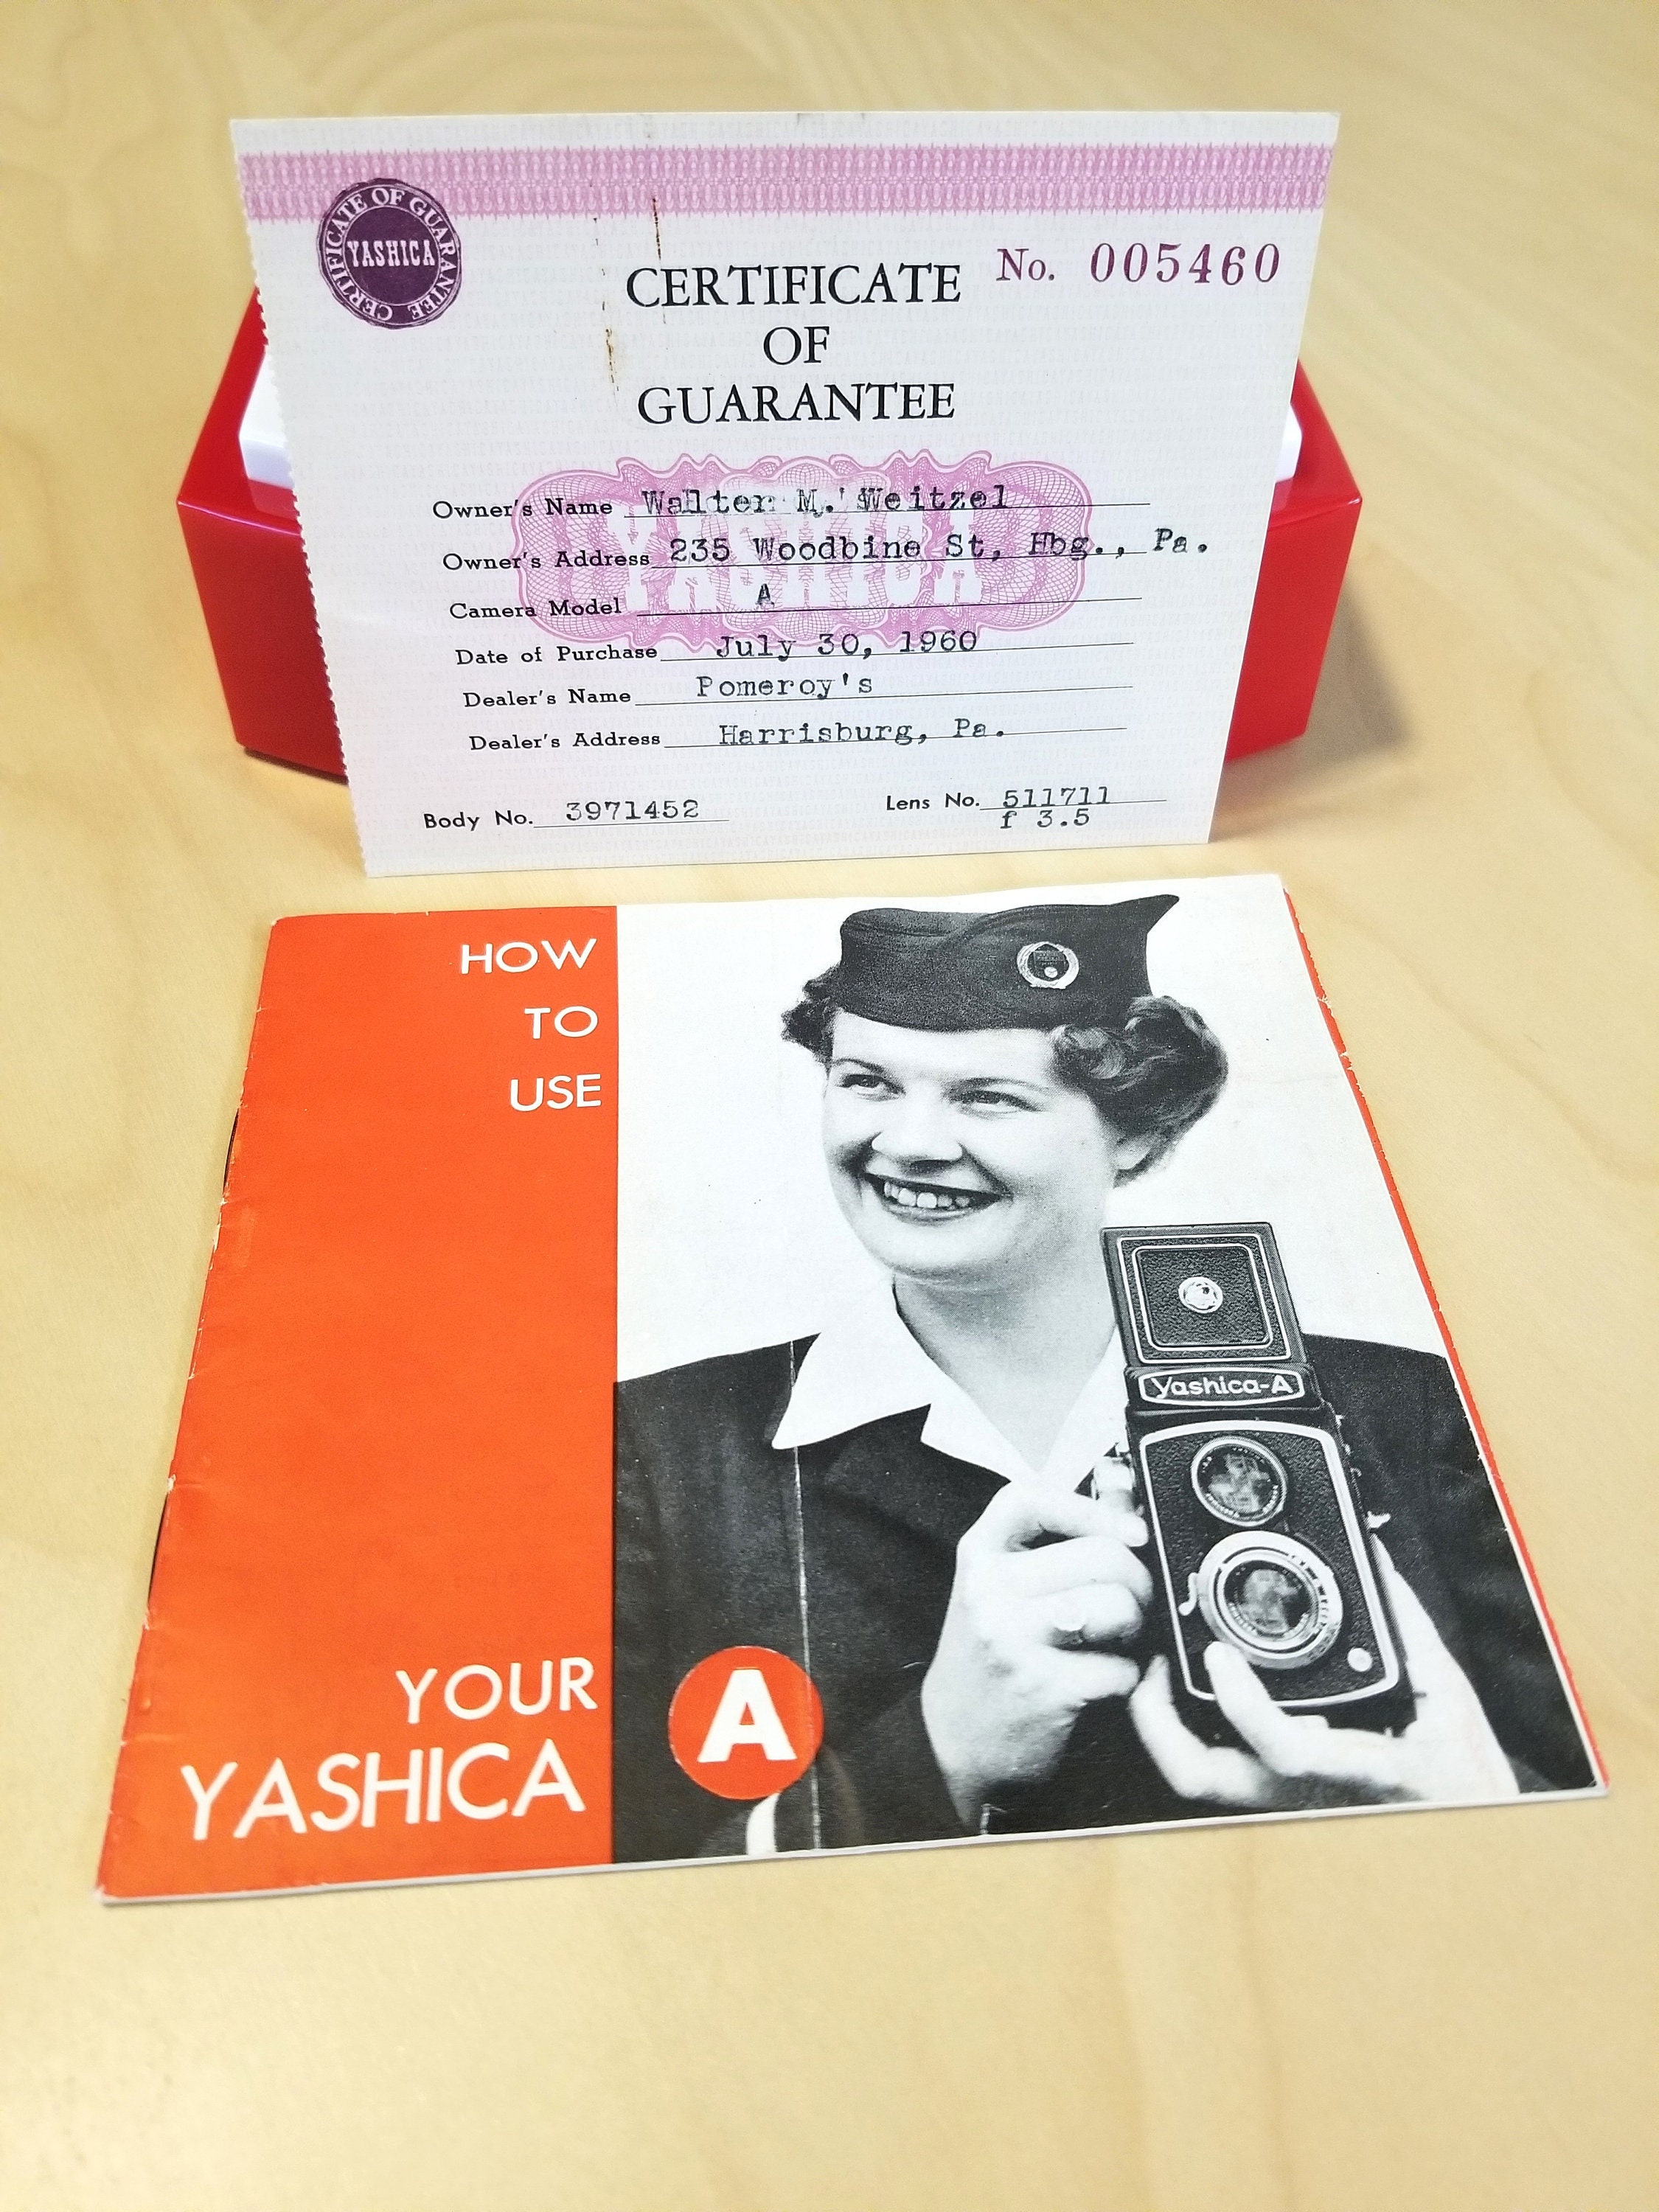 CERTIFICATE OF GUARANTEE
YASHICA
No. 005460
CERTIFICATE
OF
GUARANTEE
YASHICA
Owner's Name Walter M. Weitzel
Owner's Address 235 Woodbine St, Hbg., Pa.
Camera Model A
Date of Purchase July 30, 1960
Dealer's Name Pomeroy's
Dealer's Address Harrisburg, Pa.
Body No. 3971452
Lens No. 511711
f 3.5
HOW
TO
USE
Yashica-A
YOUR
YASHICA
A